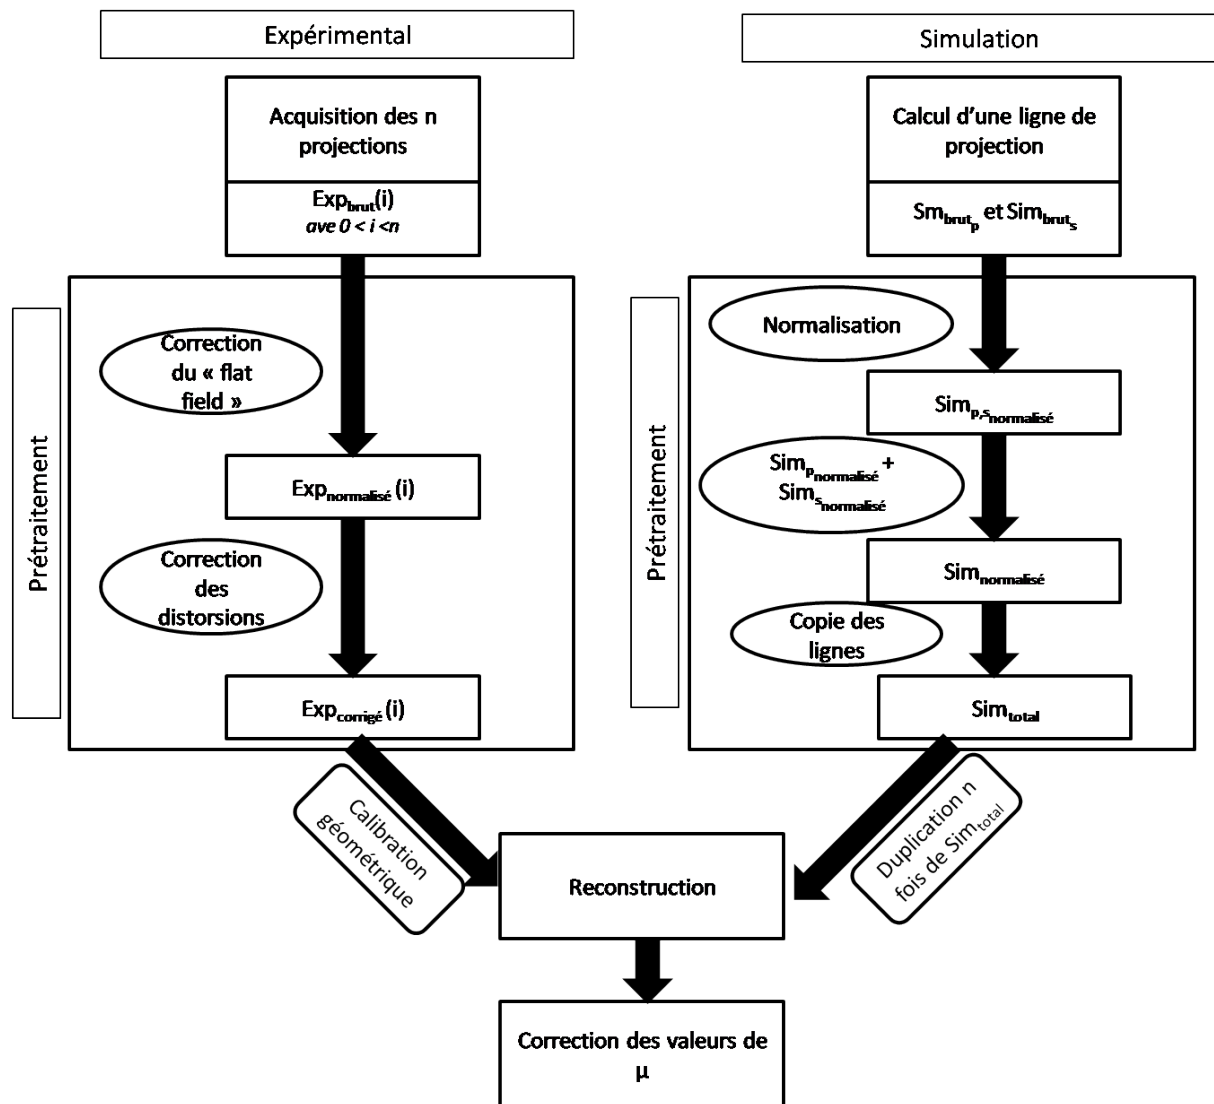 Expérimental
Acquisition des n
projections
Exp_brut(i)
ave 0 < i <n
Prétraitement
Correction
du « flat
field »
Exp_normalisé (i)
Correction
des
distorsions
Exp_corrigé (i)
Calibration
géométrique
Simulation
Calcul d'une ligne de
projection
Sm_brut_p et Sim_brut_s
Prétraitement
Normalisation
Sim_p,s_normalisé
Sim_p_normalisé +
Sim_s_normalisé
Sim_normalisé
Copie des
lignes
Sim_total
Duplication n
fois de Sim_total
Reconstruction
Correction des valeurs de
µ